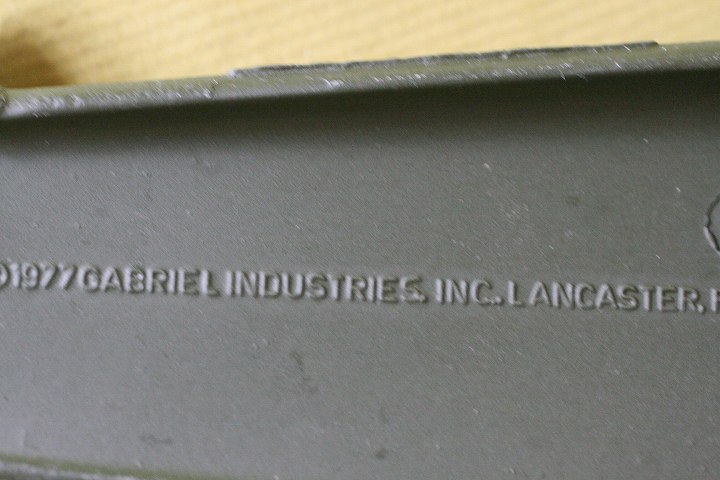 ©1977 GABRIEL INDUSTRIES, INC., LANCASTER,